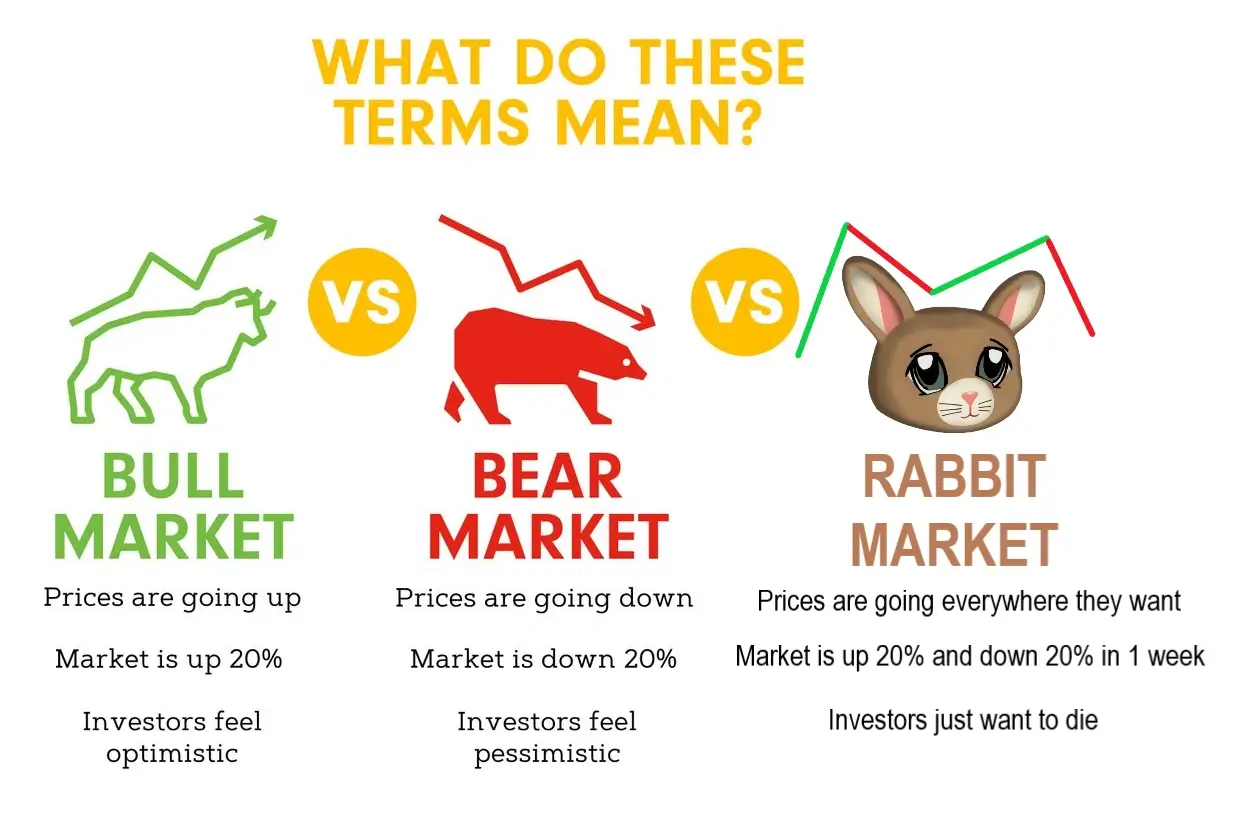 WHAT DO THESE
TERMS MEAN?
VS
VS
BULL
MARKET
Prices are going up
Market is up 20%
Investors feel
optimistic
BEAR
MARKET
Prices are going down
Market is down 20%
Investors feel
pessimistic
RABBIT
MARKET
Prices are going everywhere they want
Market is up 20% and down 20% in 1 week
Investors just want to die